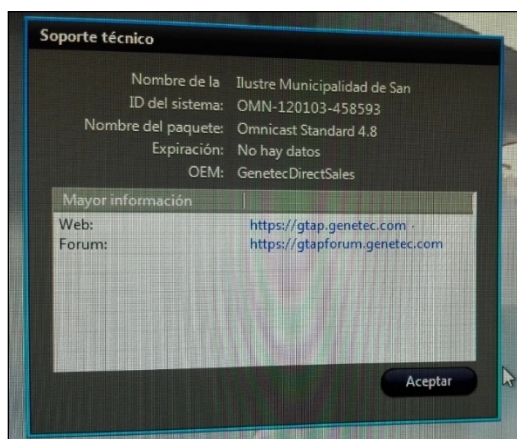 Soporte técnico
Nombre de la Ilustre Municipalidad de San
ID del sistema: OMN-120103-458593
Nombre del paquete: Omnicast Standard 4.8
Expiración: No hay datos
OEM: GenetecDirectSales
Mayor información
Web: https://gtap.genetec.com
Forum: https://gtapforum.genetec.com
Aceptar